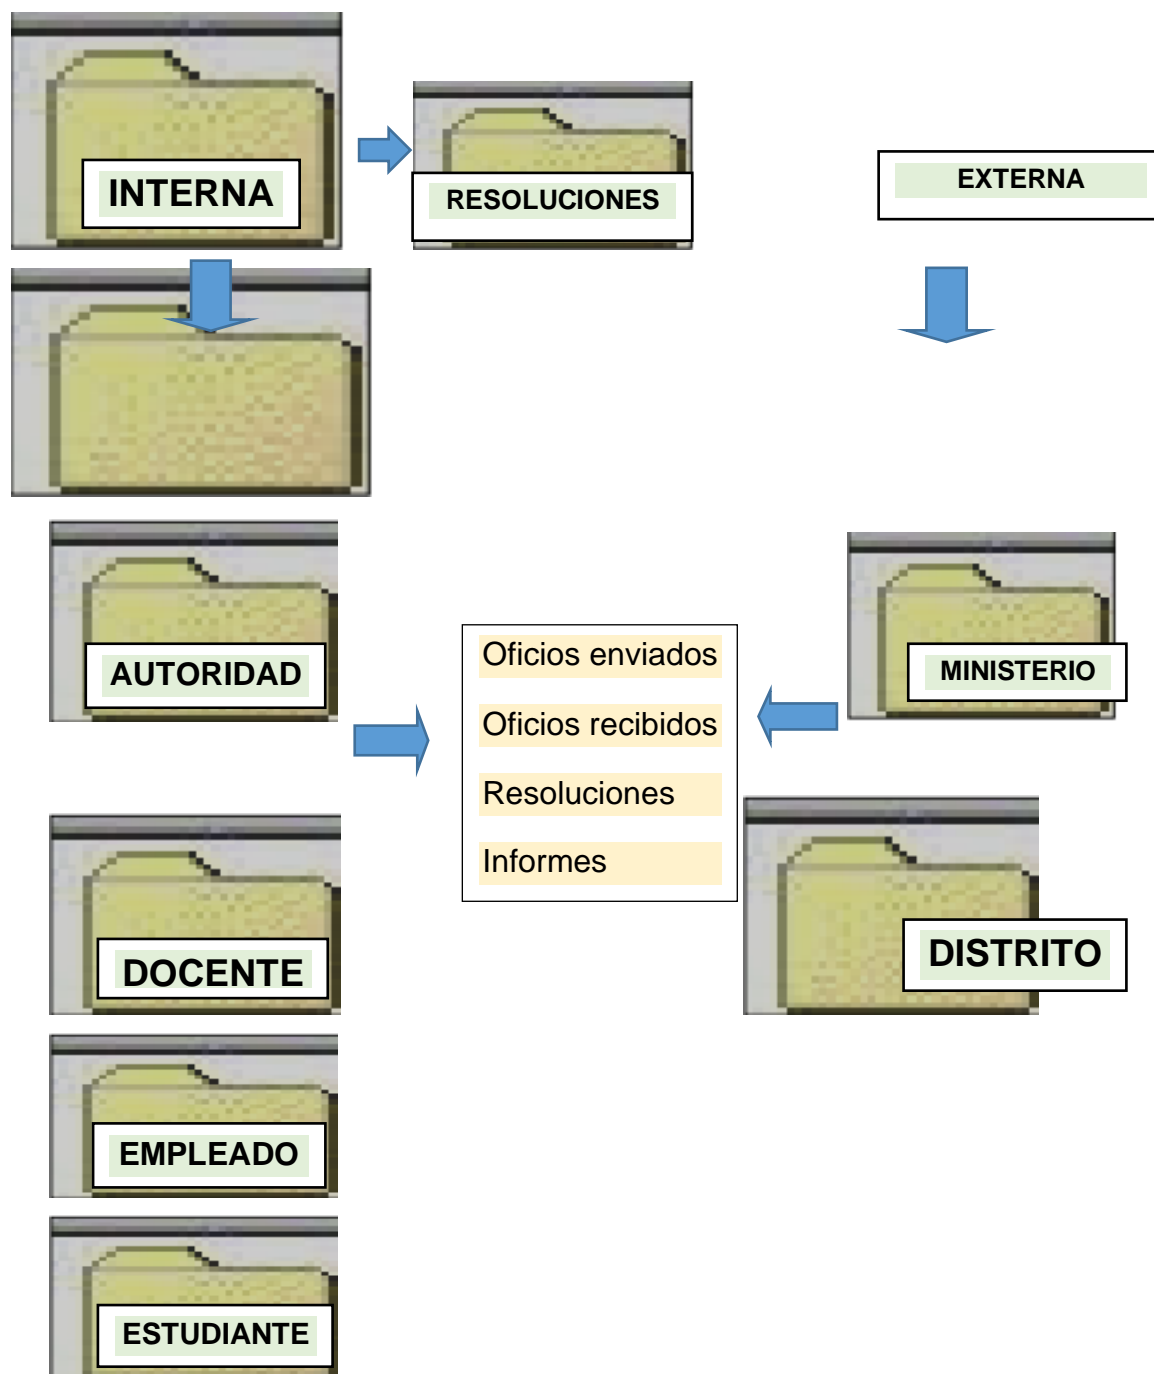 INTERNA
RESOLUCIONES
EXTERNA
AUTORIDAD
Oficios enviados
Oficios recibidos
Resoluciones
Informes
MINISTERIO
DOCENTE
DISTRITO
EMPLEADO
ESTUDIANTE